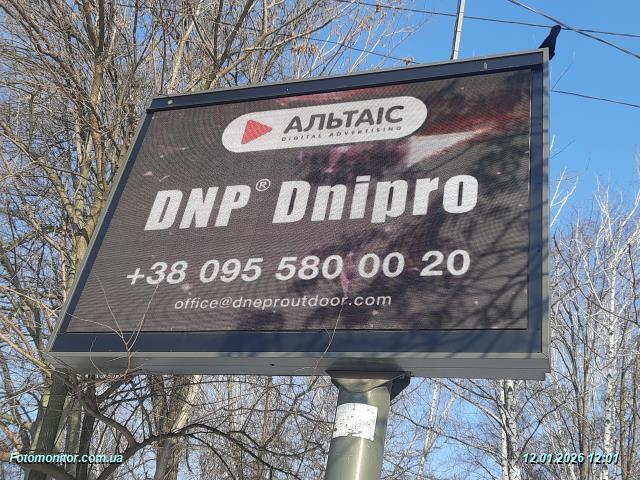 АЛЬТАІС
DIGITAL ADVERTISING
DNP® Dnipro
+38 095 580 00 20
office@dneproutdoor.com
Fotomonitor.com.ua
12.01.2026 12:01